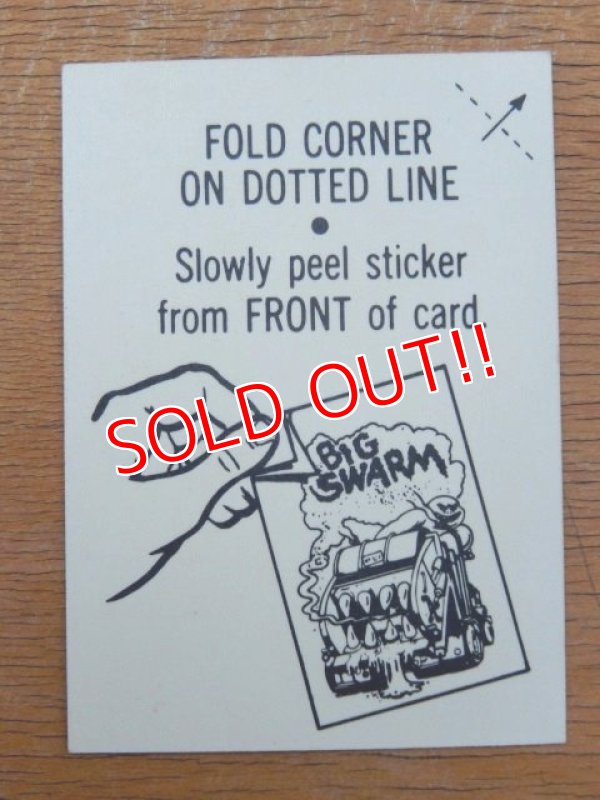 FOLD CORNER
ON DOTTED LINE
Slowly peel sticker
from FRONT of card.
SOLD OUT!!
BIG
SWARM